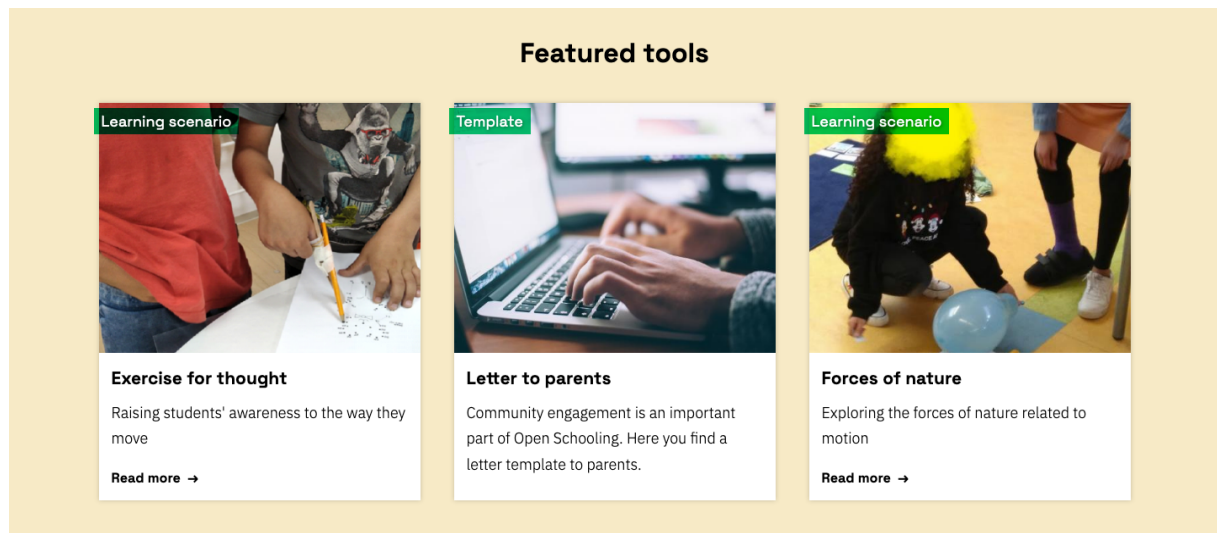 Featured tools
Learning scenario
Exercise for thought
Raising students' awareness to the way they
move
Read more →
Template
Letter to parents
Community engagement is an important
part of Open Schooling. Here you find a
letter template to parents.
Learning scenario
Forces of nature
Exploring the forces of nature related to
motion
Read more →